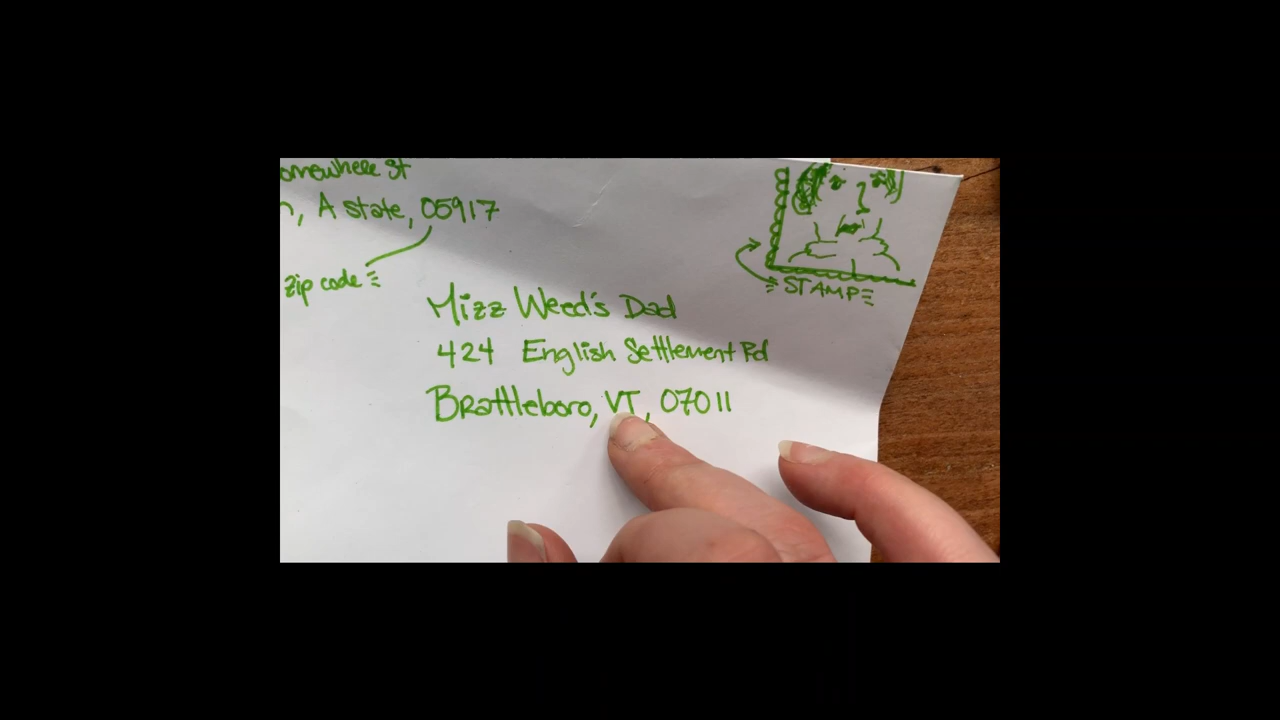 omewhere St
, A state, 05917
zip code
STAMP
Mizz Weed's Dad
424 English Settlement Rd
Brattleboro, VT, 07011